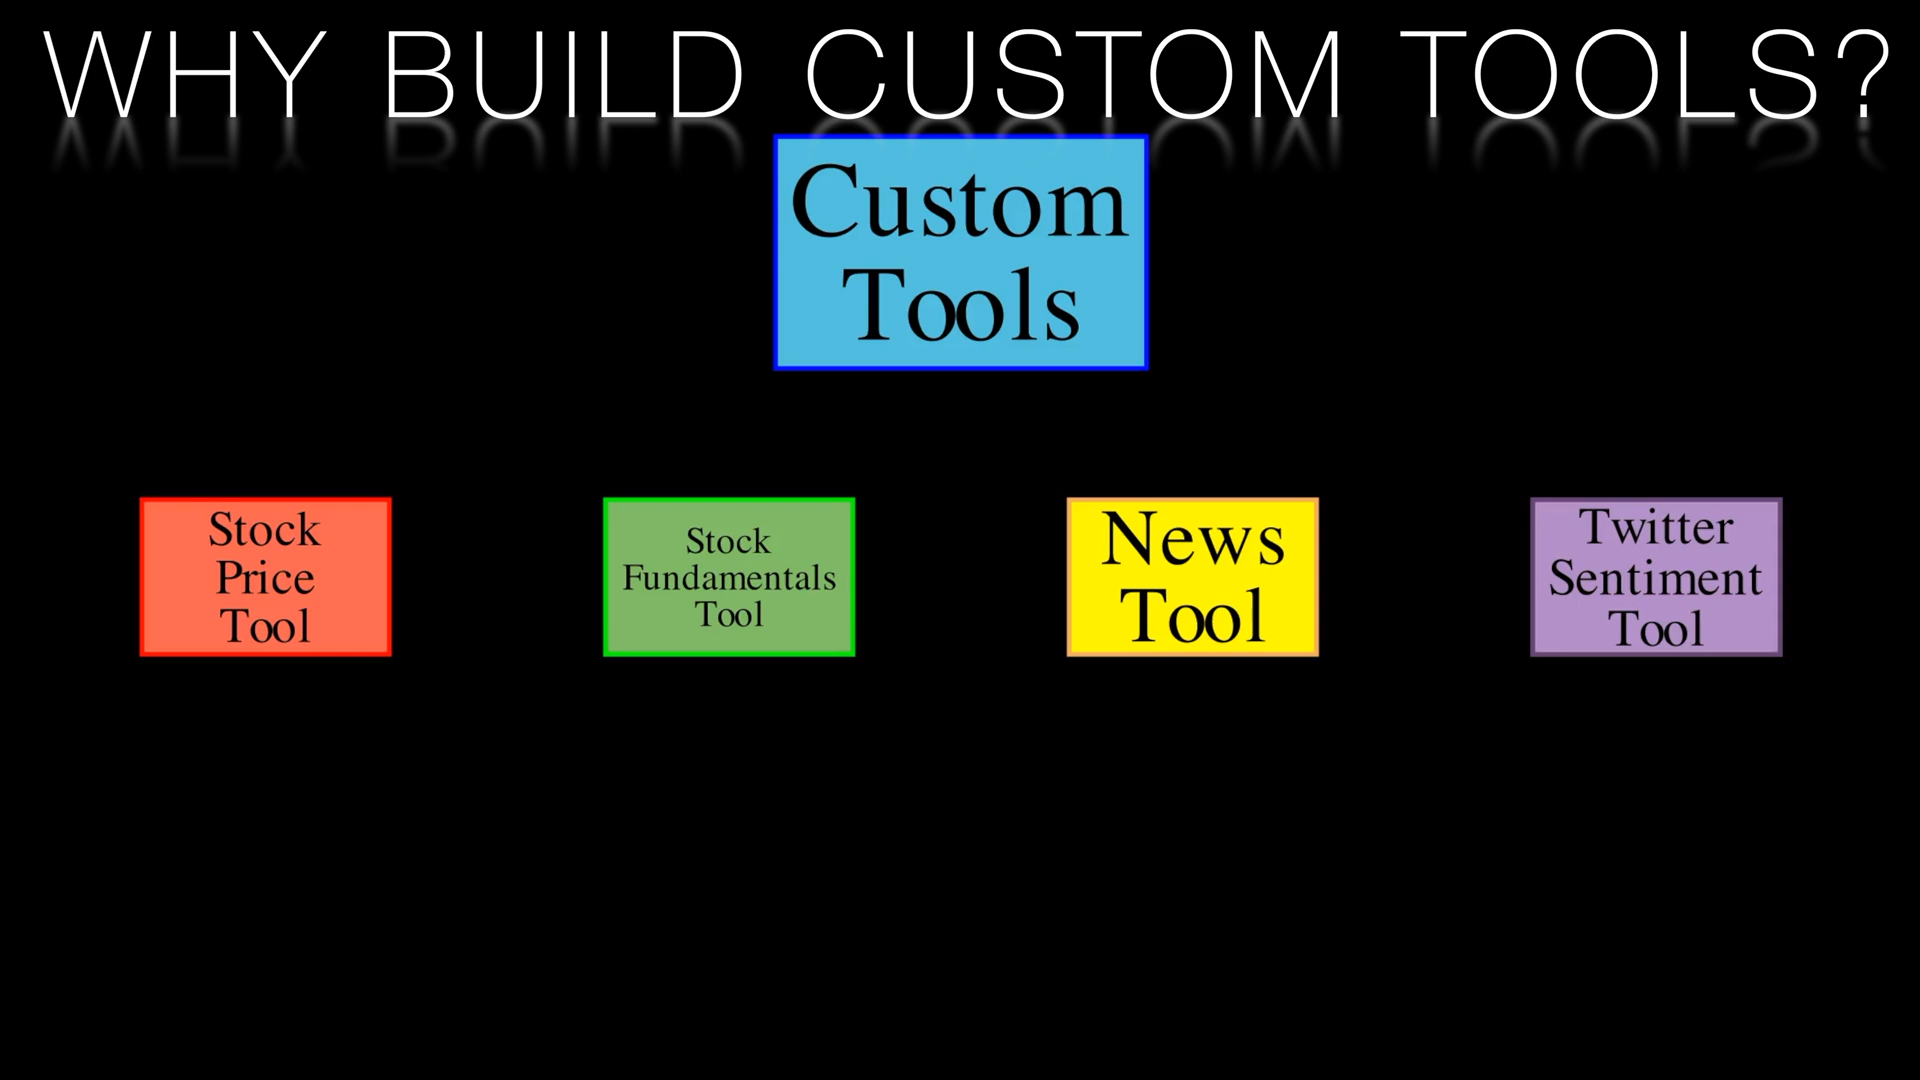 WHY BUILD CUSTOM TOOLS?
Custom
Tools
Stock
Price
Tool
Stock
Fundamentals
Tool
News
Tool
Twitter
Sentiment
Tool